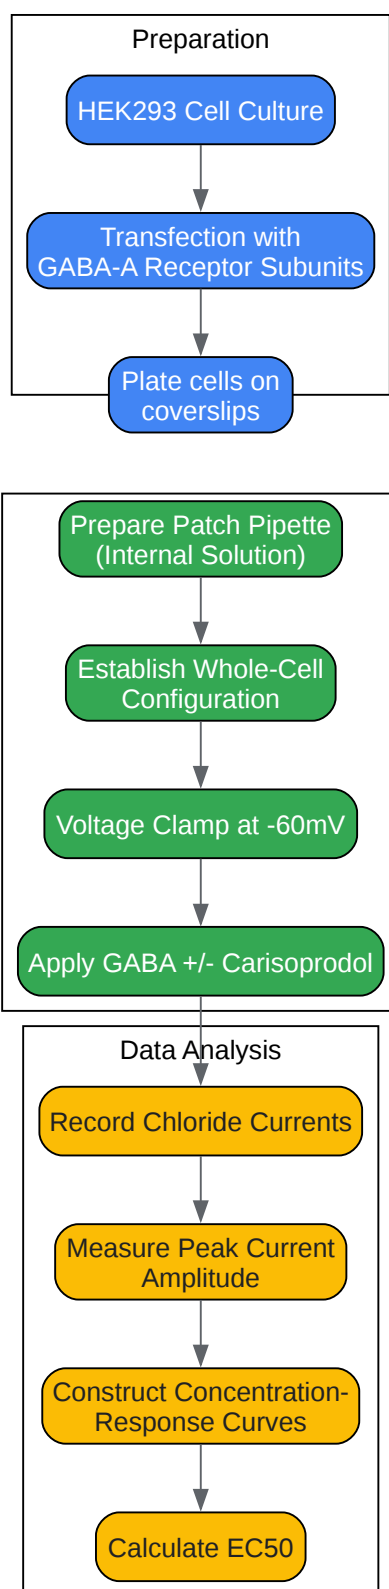 Preparation
HEK293 Cell Culture
Transfection with
GABA-A Receptor Subunits
Plate cells on
coverslips
Prepare Patch Pipette
(Internal Solution)
Establish Whole-Cell
Configuration
Voltage Clamp at -60mV
Apply GABA +/- Carisoprodol
Data Analysis
Record Chloride Currents
Measure Peak Current
Amplitude
Construct Concentration-
Response Curves
Calculate EC50